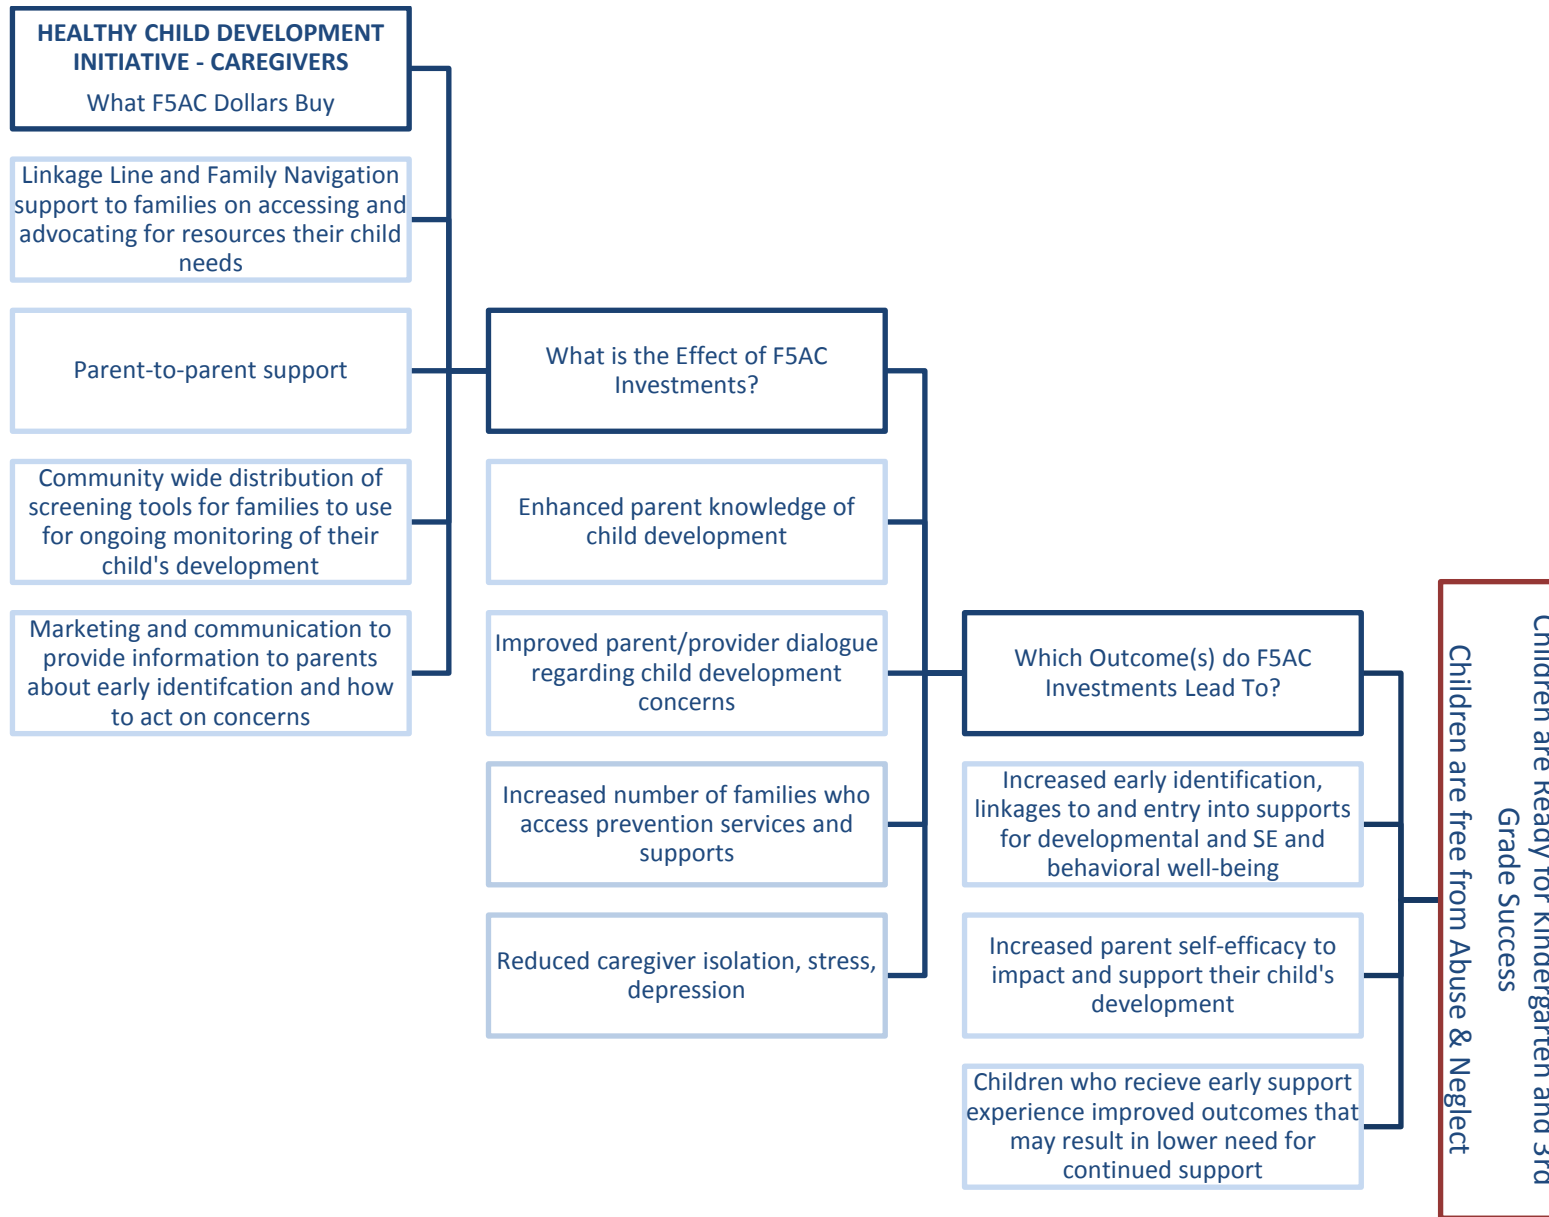 HEALTHY CHILD DEVELOPMENT
INITIATIVE - CAREGIVERS
What F5AC Dollars Buy
Linkage Line and Family Navigation
support to families on accessing and
advocating for resources their child
needs
Parent-to-parent support
Community wide distribution of
screening tools for families to use
for ongoing monitoring of their
child's development
Marketing and communication to
provide information to parents
about early identifcation and how
to act on concerns
What is the Effect of F5AC
Investments?
Enhanced parent knowledge of
child development
Improved parent/provider dialogue
regarding child development
concerns
Increased number of families who
access prevention services and
supports
Reduced caregiver isolation, stress,
depression
Which Outcome(s) do F5AC
Investments Lead To?
Increased early identification,
linkages to and entry into supports
for developmental and SE and
behavioral well-being
Increased parent self-efficacy to
impact and support their child's
development
Children who recieve early support
experience improved outcomes that
may result in lower need for
continued support
Children are Ready for Kindergarten and 3rd
Grade Success
Children are free from Abuse & Neglect